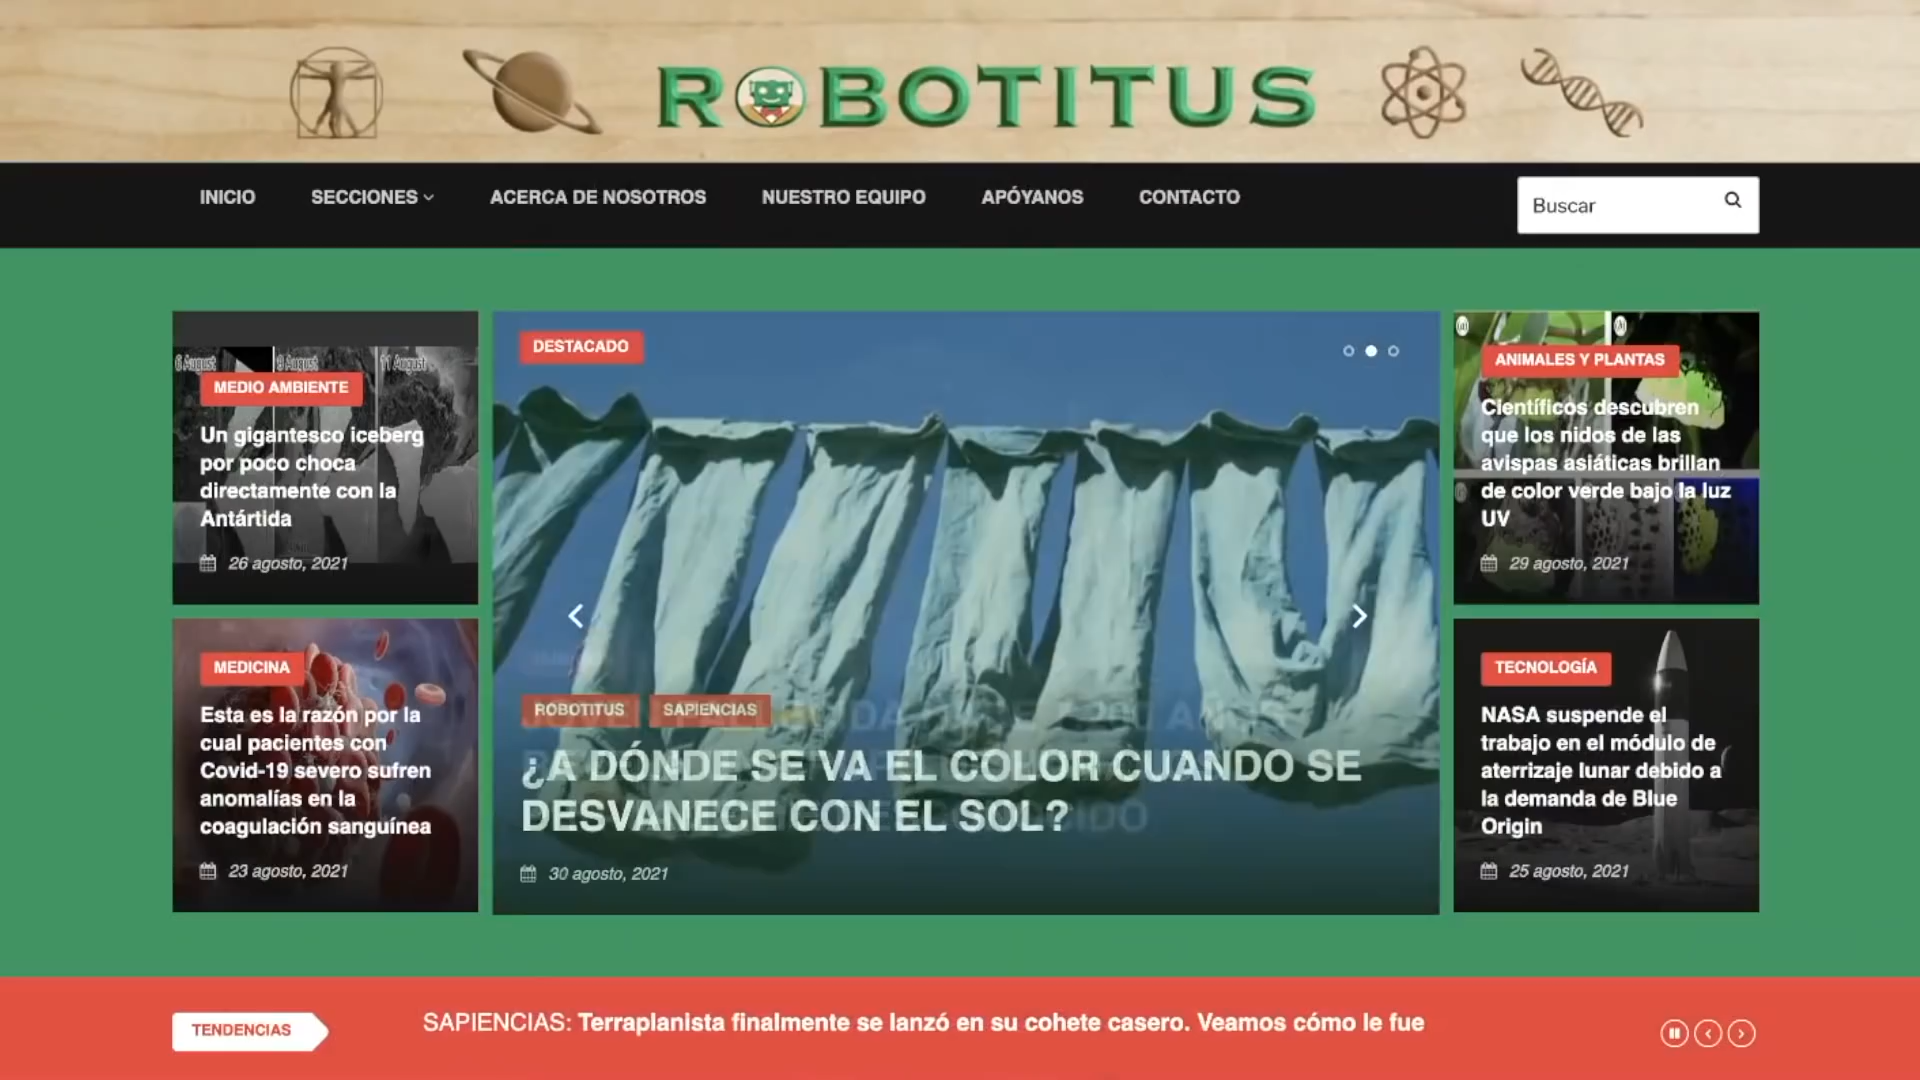 ROBOTITUS
INICIO
SECCIONES
ACERCA DE NOSOTROS
NUESTRO EQUIPO
APÓYANOS
CONTACTO
Buscar
6 August
9 August
11 August
MEDIO AMBIENTE
Un gigantesco iceberg
por poco choca
directamente con la
Antártida
26 agosto, 2021
MEDICINA
Esta es la razón por la
cual pacientes con
Covid-19 severo sufren
anomalías en la
coagulación sanguínea
23 agosto, 2021
DESTACADO
ROBOTITUS
SAPIENCIAS
¿A DÓNDE SE VA EL COLOR CUANDO SE
DESVANECE CON EL SOL?
30 agosto, 2021
ANIMALES Y PLANTAS
Científicos descubren
que los nidos de las
avispas asiáticas brillan
de color verde bajo la luz
UV
29 agosto, 2021
TECNOLOGÍA
NASA suspende el
trabajo en el módulo de
aterrizaje lunar debido a
la demanda de Blue
Origin
25 agosto, 2021
TENDENCIAS
SAPIENCIAS: Terraplanista finalmente se lanzó en su cohete casero. Veamos cómo le fue